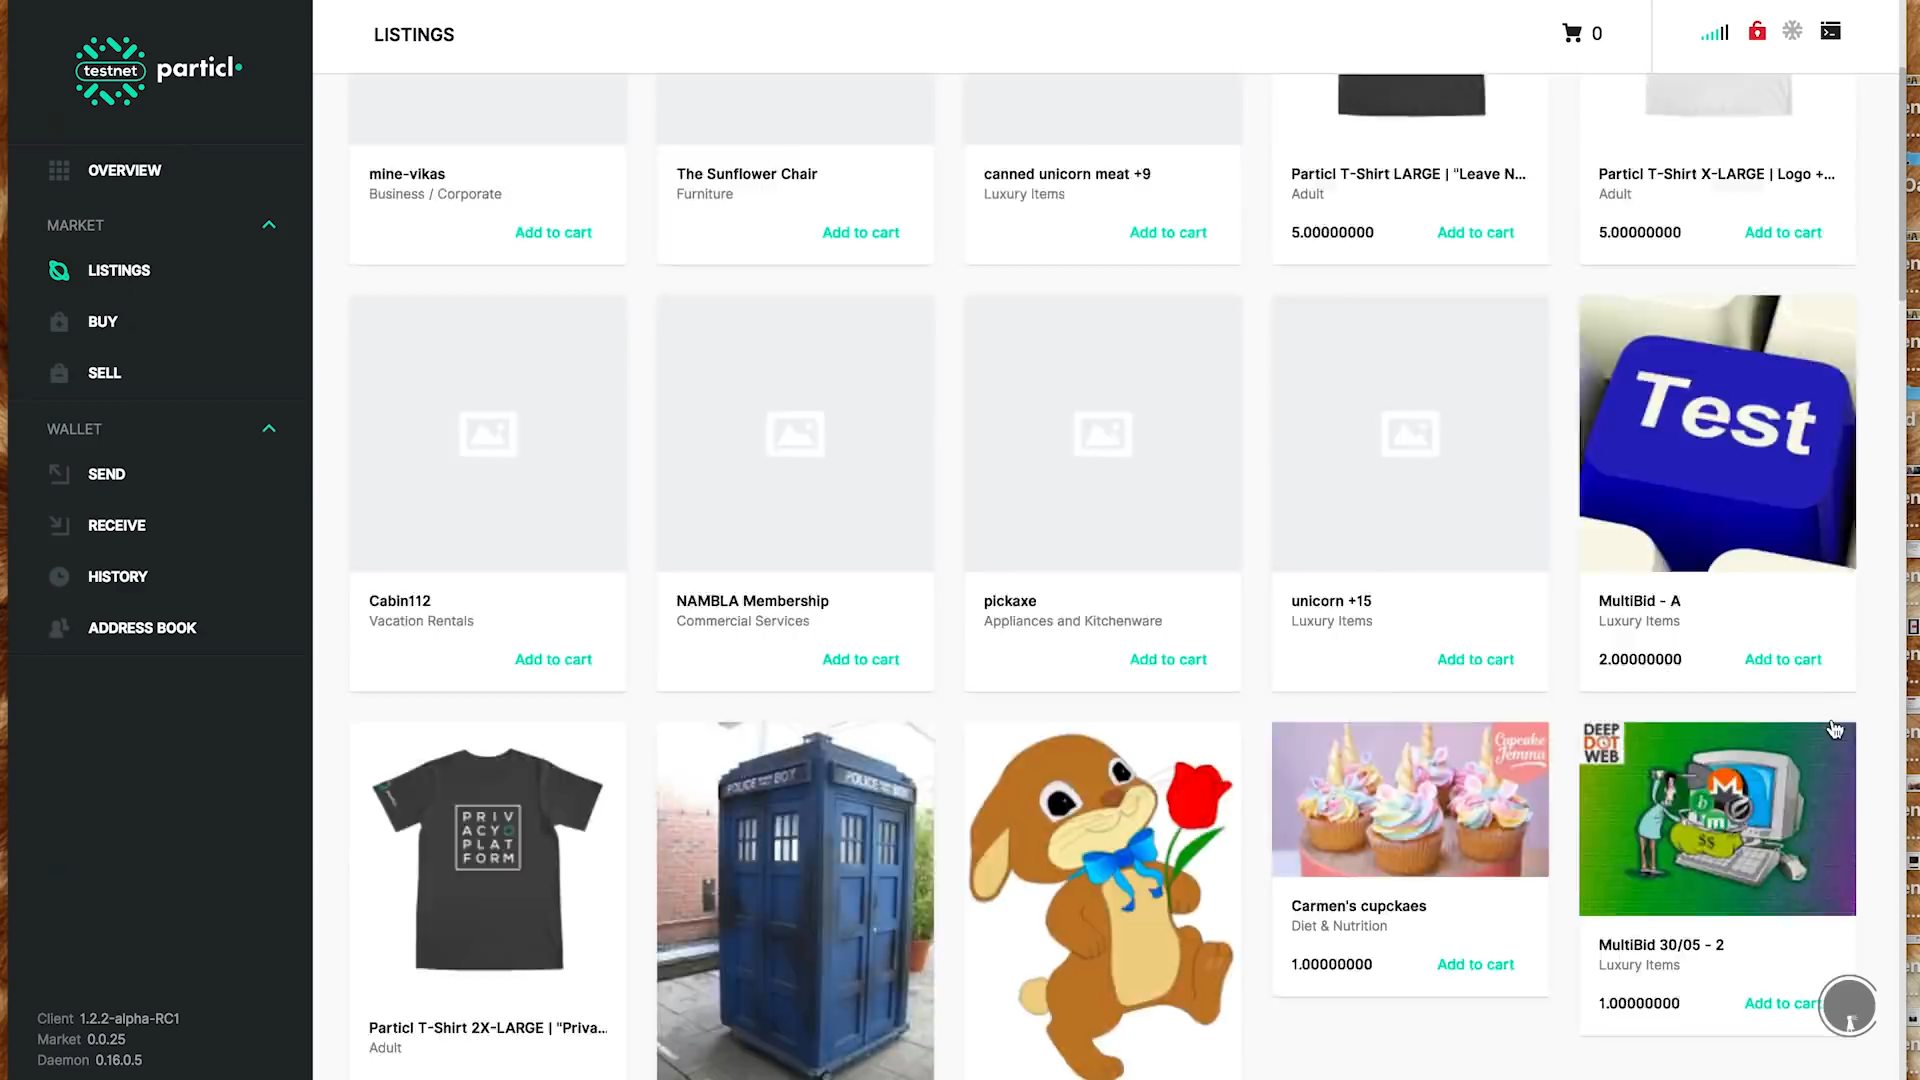 testnet particl
OVERVIEW
MARKET
LISTINGS
BUY
SELL
WALLET
SEND
RECEIVE
HISTORY
ADDRESS BOOK
Client 1.2.2-alpha-RC1
Market 0.0.25
Daemon 0.16.0.5
LISTINGS
0
mine-vikas
Business / Corporate
Add to cart
The Sunflower Chair
Furniture
Add to cart
canned unicorn meat +9
Luxury Items
Add to cart
Particl T-Shirt LARGE | "Leave N...
Adult
5.00000000 Add to cart
Particl T-Shirt X-LARGE | Logo +...
Adult
5.00000000 Add to cart
Cabin112
Vacation Rentals
Add to cart
NAMBLA Membership
Commercial Services
Add to cart
pickaxe
Appliances and Kitchenware
Add to cart
unicorn +15
Luxury Items
Add to cart
Test
MultiBid - A
Luxury Items
2.00000000 Add to cart
PRIV
ACY
PLAT
FORM
Particl T-Shirt 2X-LARGE | "Priva...
Adult
POLICE BOX
POLICE
Cupcake
Jemma
Carmen's cupckaes
Diet & Nutrition
1.00000000 Add to cart
DEEP
DOT
WEB
$$
MultiBid 30/05 - 2
Luxury Items
1.00000000 Add to cart